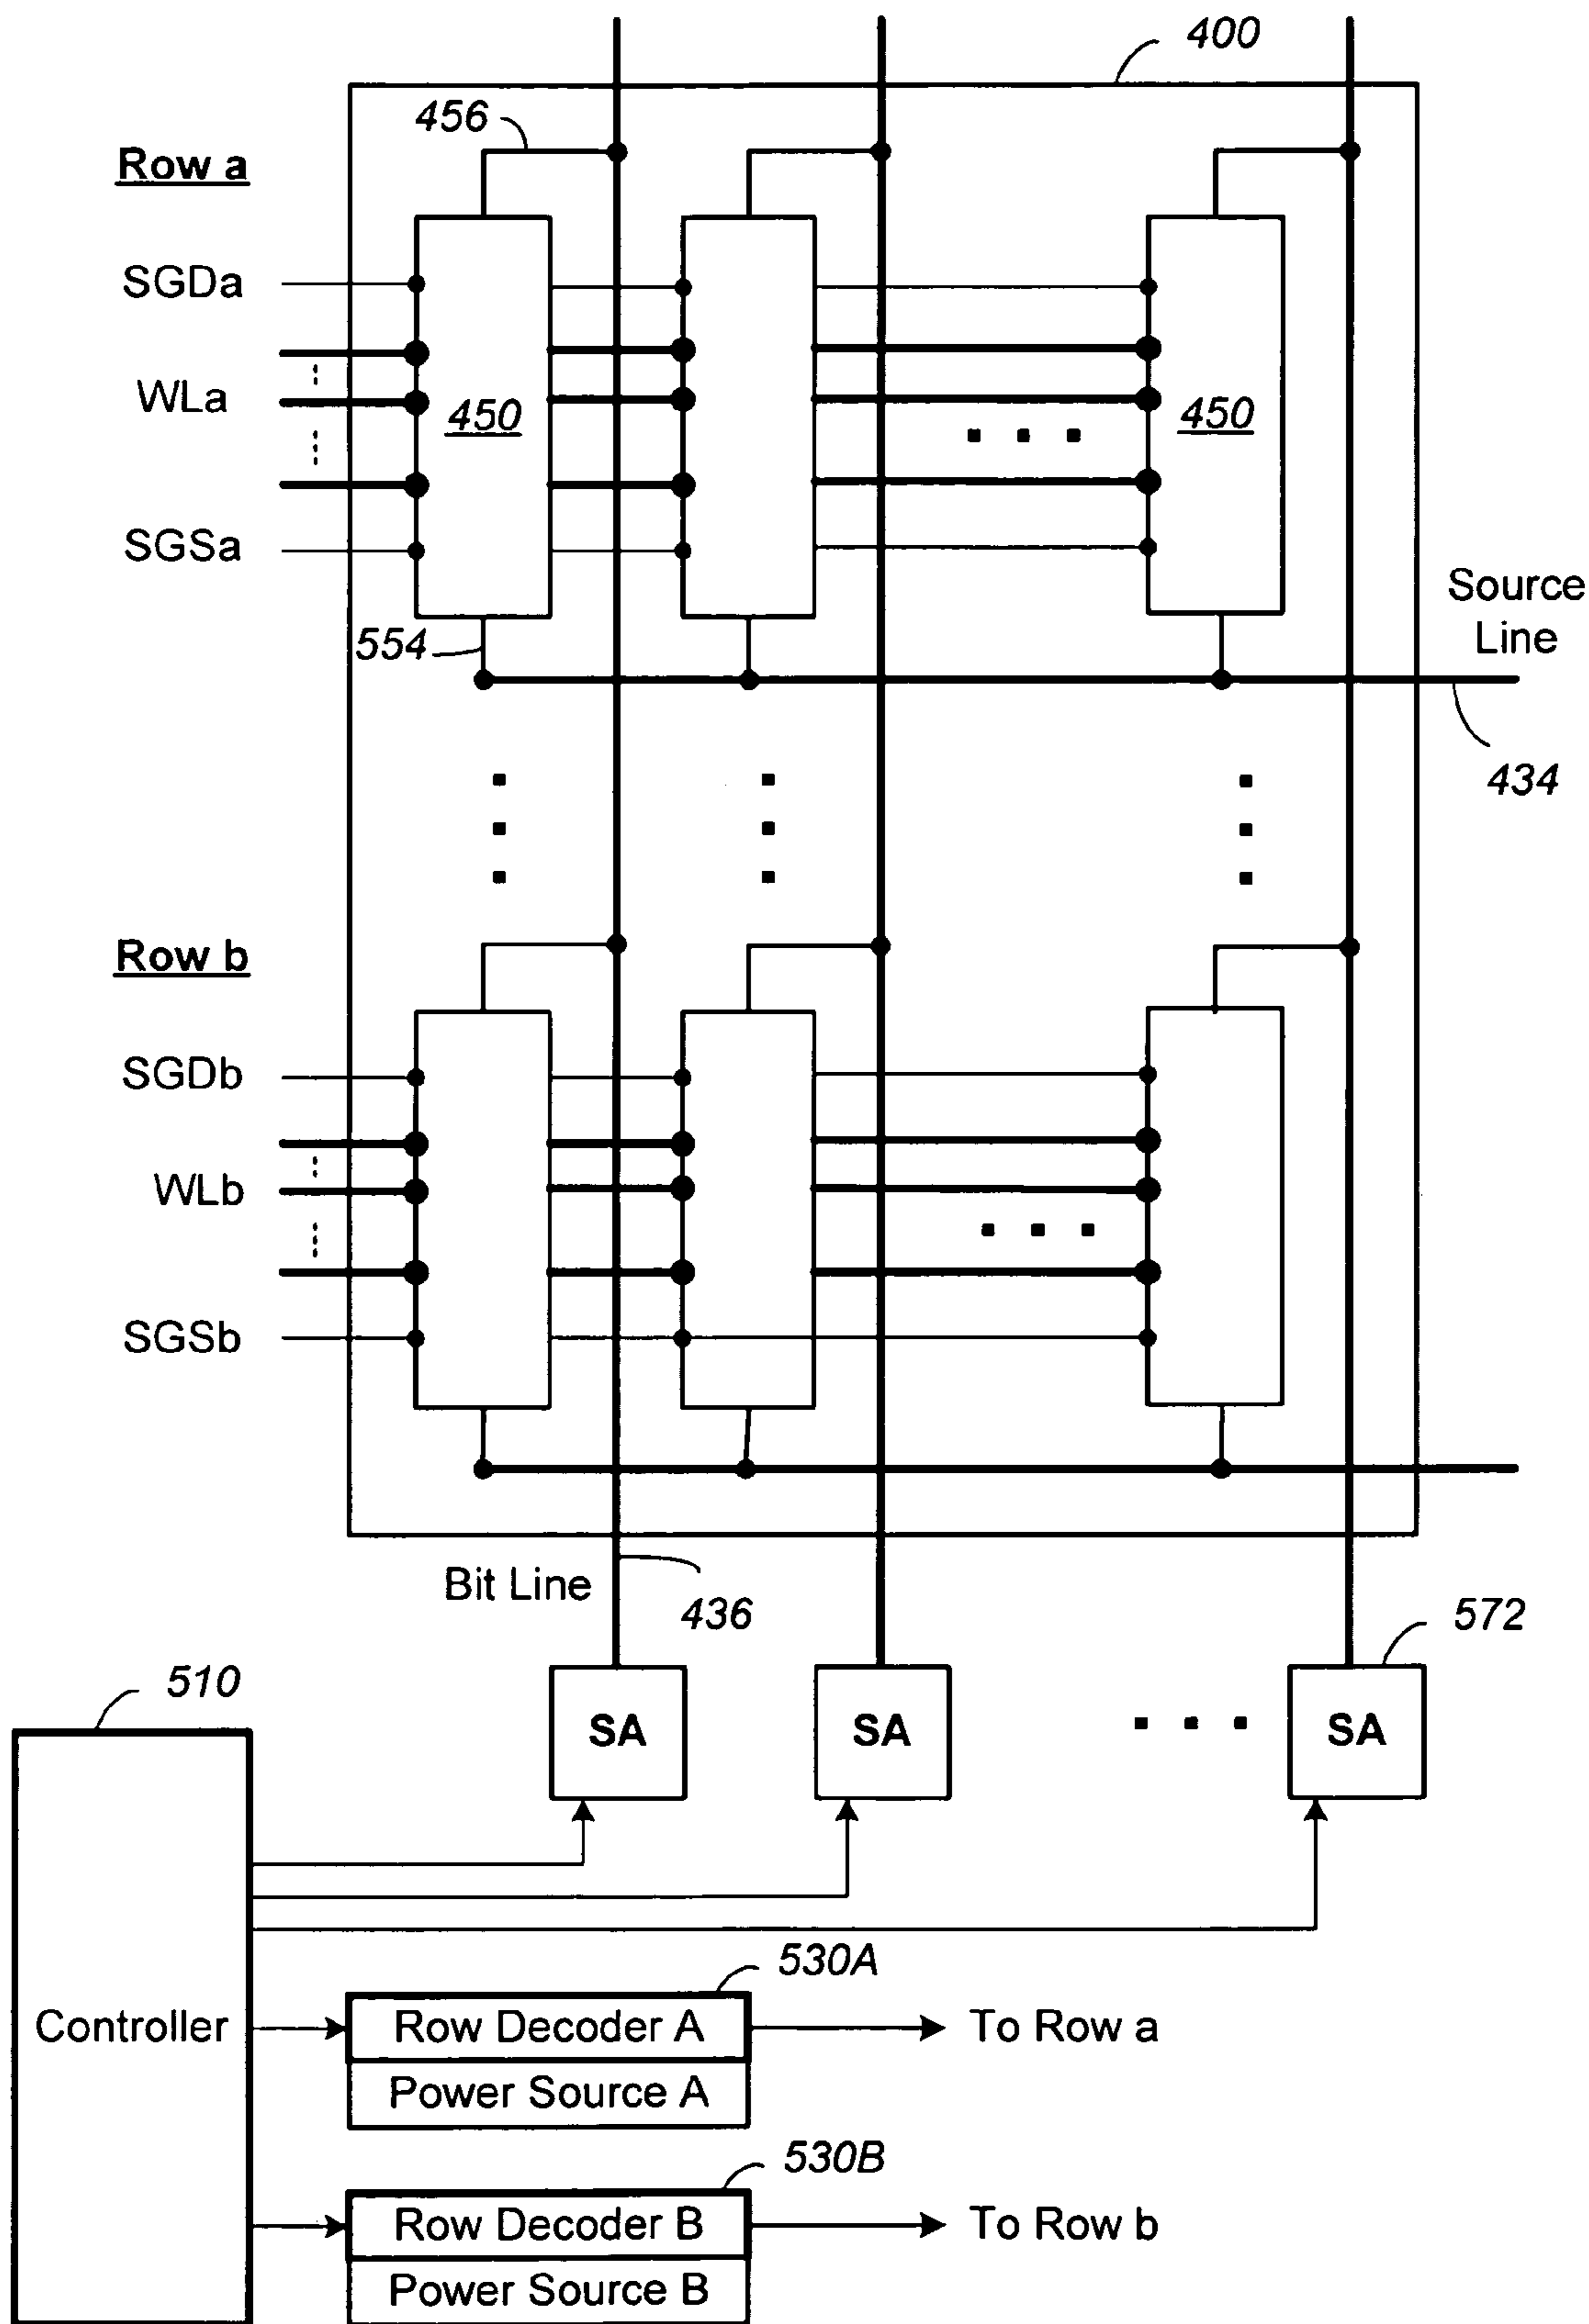 400
456
Row a
SGDa
WLa
450
450
SGSa
Source
Line
554
434
Row b
SGDb
WLb
SGSb
Bit Line
436
572
510
SA
SA
SA
530A
Controller
Row Decoder A
To Row a
Power Source A
530B
Row Decoder B
To Row b
Power Source B